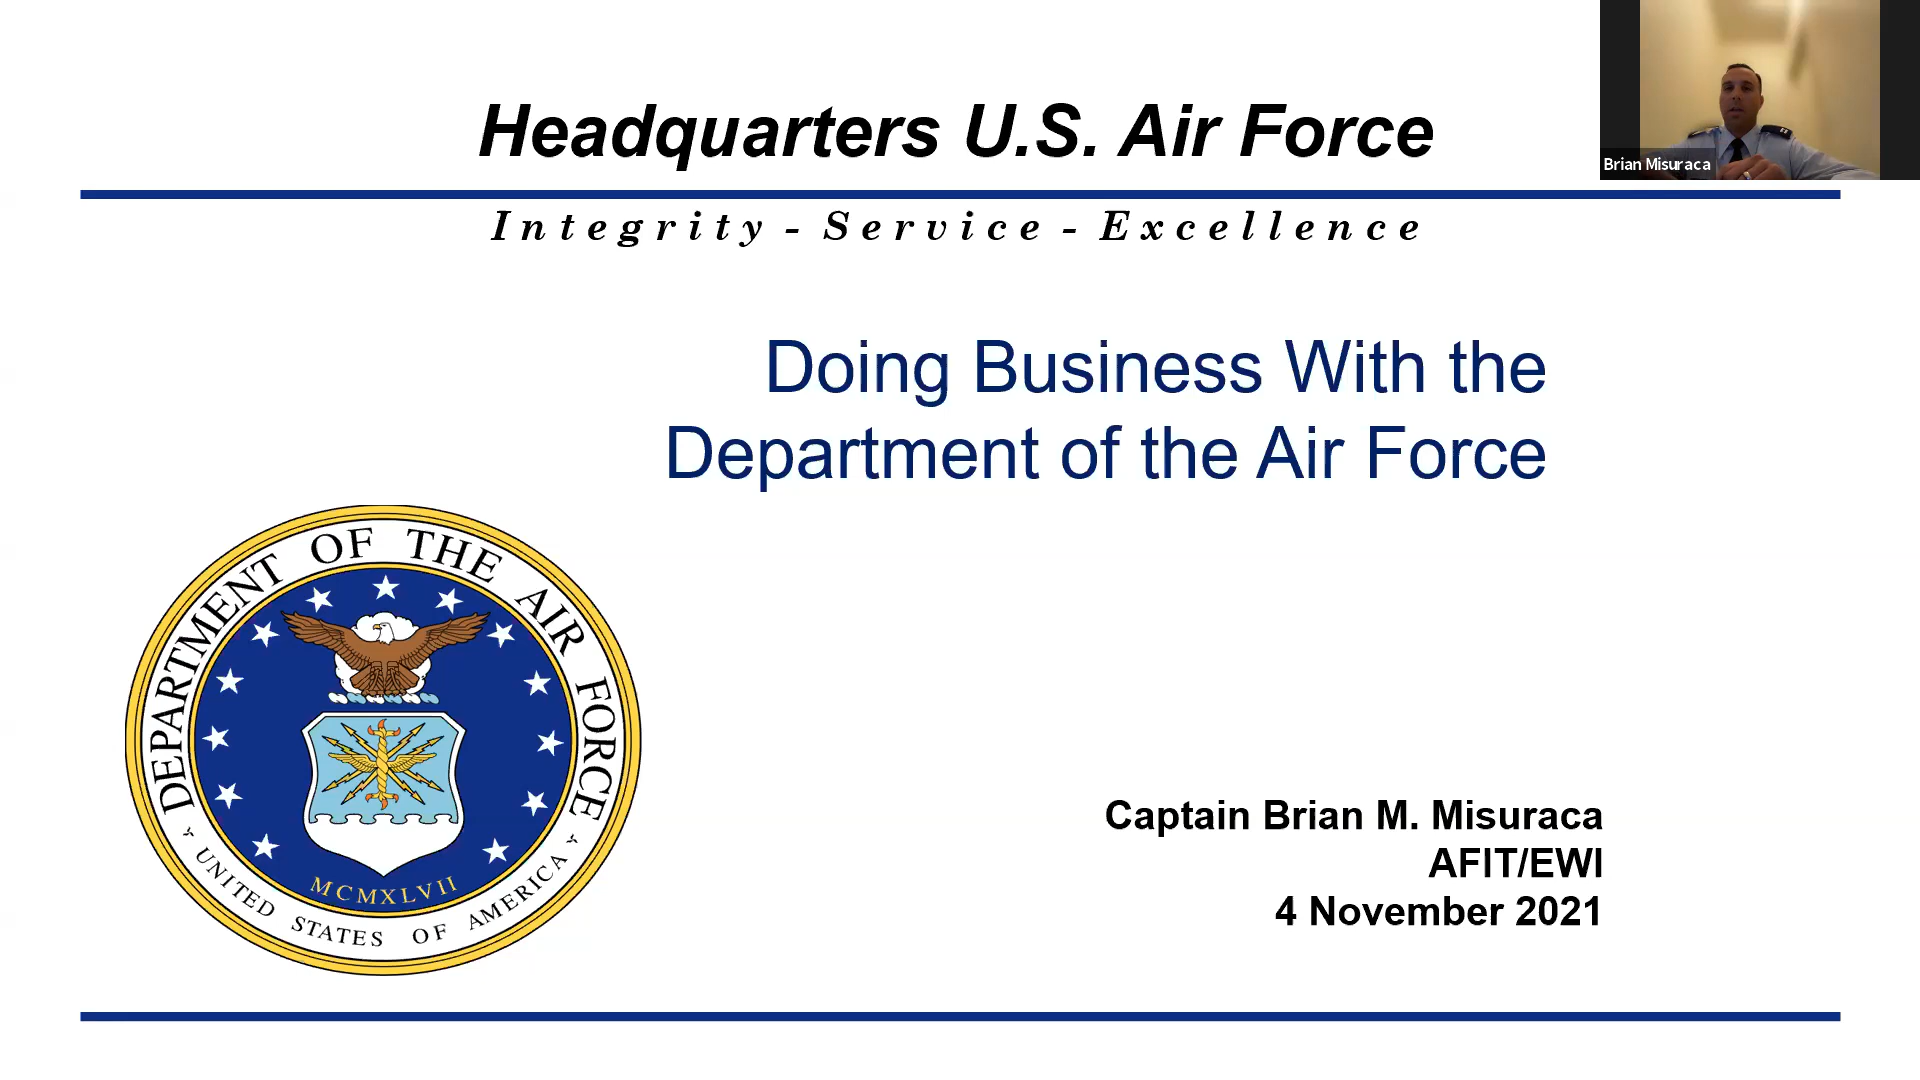 Headquarters U.S. Air Force
Brian Misuraca
Integrity - Service - Excellence
Doing Business With the
Department of the Air Force
DEPARTMENT OF THE AIR FORCE
MCMXLVII
UNITED STATES OF AMERICA
Captain Brian M. Misuraca
AFIT/EWI
4 November 2021